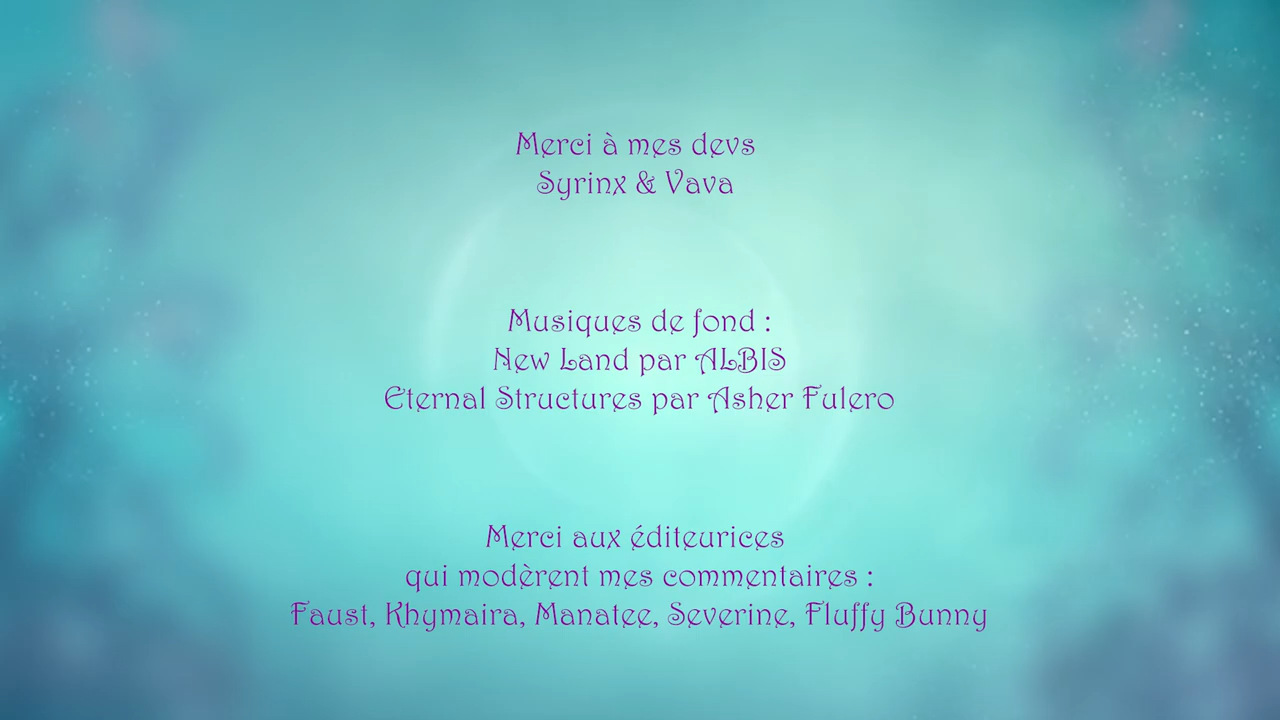 Merci à mes devs
Syrinx & Vava
Musiques de fond :
New Land par ALBIS
Eternal Structures par Asher Fulero
Merci aux éditeurices
qui modèrent mes commentaires :
Faust, Khymaira, Manatee, Severine, Fluffy Bunny